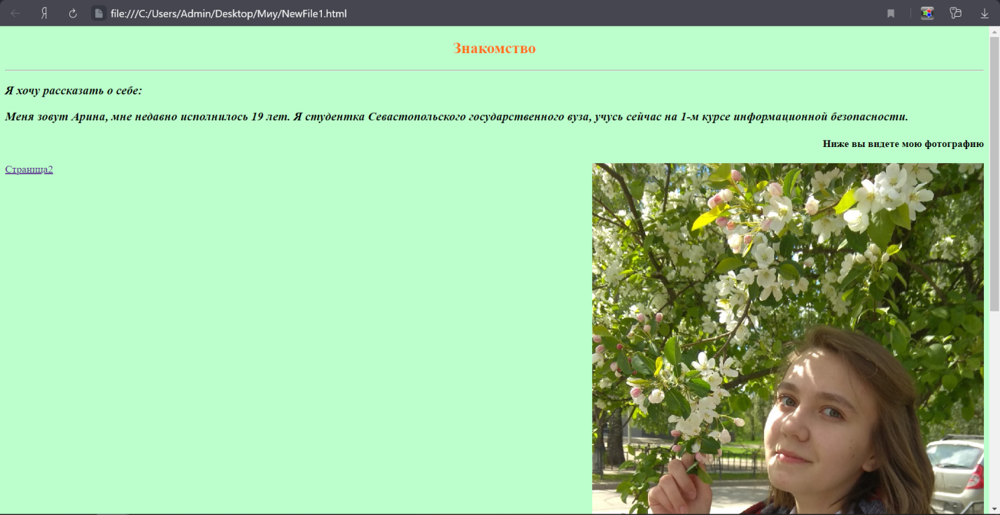 file:///C:/Users/Admin/Desktop/Миу/NewFile1.html
Знакомство
Я хочу рассказать о себе:
Меня зовут Арина, мне недавно исполнилось 19 лет. Я студентка Севастопольского государственного вуза, учусь сейчас на 1-м курсе информационной безопасности.
Ниже вы видете мою фотографию
Страница2